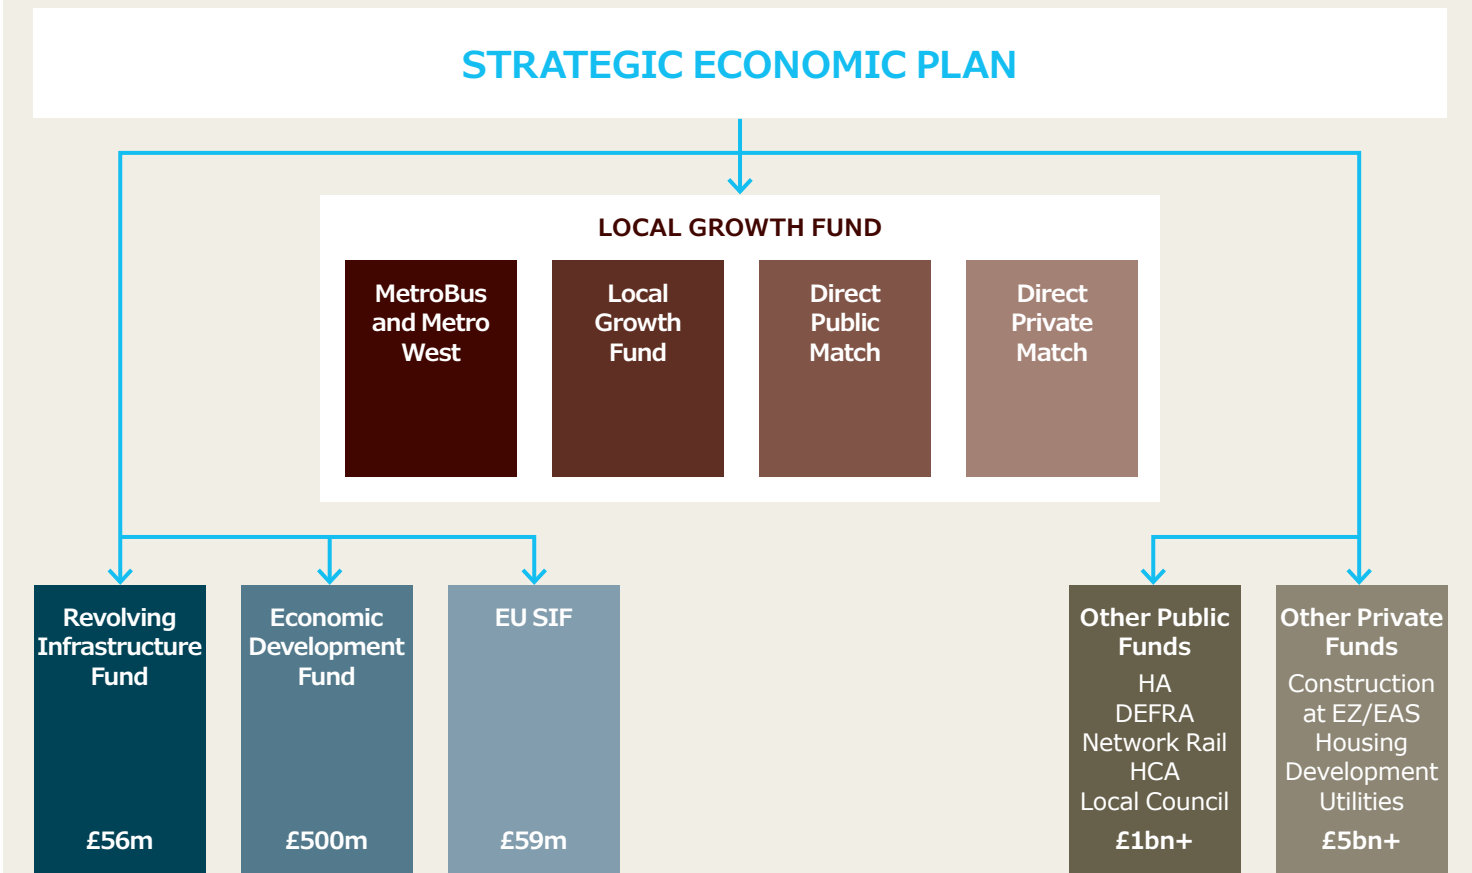 STRATEGIC ECONOMIC PLAN
LOCAL GROWTH FUND
MetroBus
and Metro
West
Local
Growth
Fund
Direct
Public
Match
Direct
Private
Match
Revolving
Infrastructure
Fund
£56m
Economic
Development
Fund
£500m
EU SIF
£59m
Other Public
Funds
HA
DEFRA
Network Rail
HCA
Local Council
£1bn+
Other Private
Funds
Construction
at EZ/EAS
Housing
Development
Utilities
£5bn+